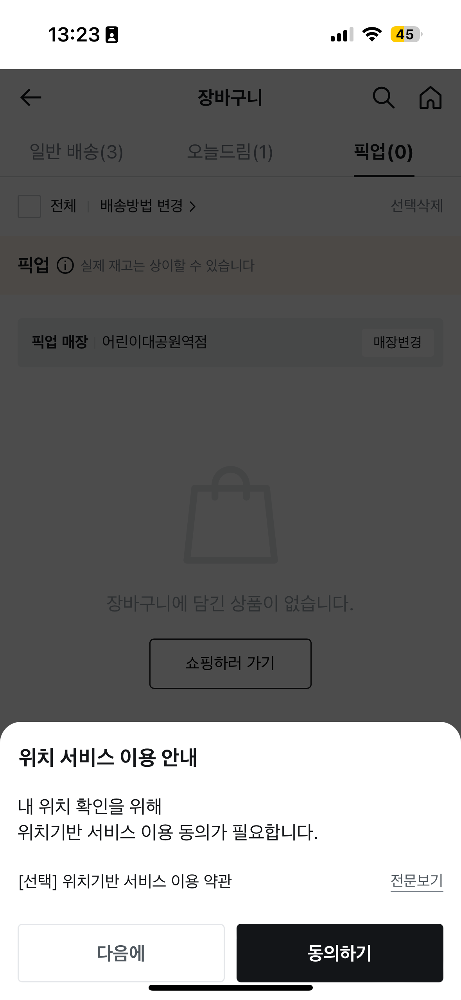 13:23
45
장바구니
일반 배송(3) 오늘드림(1) 픽업(0)
전체 배송방법 변경 선택삭제
픽업 실제 재고는 상이할 수 있습니다
픽업 매장 어린이대공원역점 매장변경
장바구니에 담긴 상품이 없습니다.
쇼핑하러 가기
위치 서비스 이용 안내
내 위치 확인을 위해
위치기반 서비스 이용 동의가 필요합니다.
[선택] 위치기반 서비스 이용 약관 전문보기
다음에 동의하기